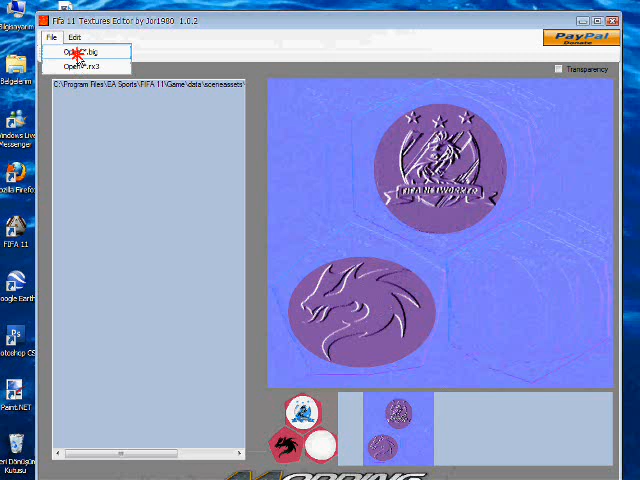 Bilgisayarım
Belgelerim
Windows Live
Messenger
Mozilla Firefox
FIFA 11
Google Earth
Photoshop CS
Paint.NET
Geri Dönüşüm
Kutusu
Fifa 11 Textures Editor by Jor1980 1.0.2
File Edit
Open *.big
Open *.rx3
PayPal
Donate
Transparency
C:\Program Files\EA Sports\FIFA 11\Game\data\sceneassets\
FIFA NETWORKER
MODDING